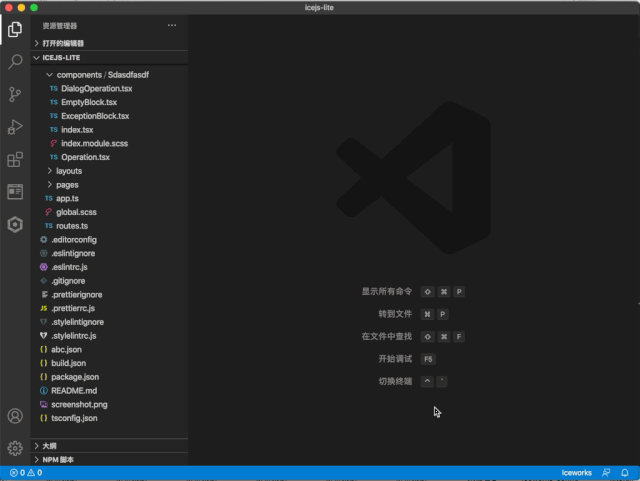 icejs-lite
资源管理器
打开的编辑器
ICEJS-LITE
components / Sdasdfasdf
TS DialogOperation.tsx
TS EmptyBlock.tsx
TS ExceptionBlock.tsx
TS index.tsx
index.module.scss
TS Operation.tsx
layouts
pages
TS app.ts
global.scss
TS routes.ts
.editorconfig
.eslintignore
.eslintrc.js
.gitignore
.prettierignore
JS .prettierrc.js
.stylelintignore
.stylelintrc.js
{} abc.json
{} build.json
{} package.json
README.md
screenshot.png
{} tsconfig.json
大纲
NPM 脚本
显示所有命令 ⇧ ⌘ P
转到文件 ⌘ P
在文件中查找 ⇧ ⌘ F
开始调试 F5
切换终端 ^ `
0 0
Iceworks